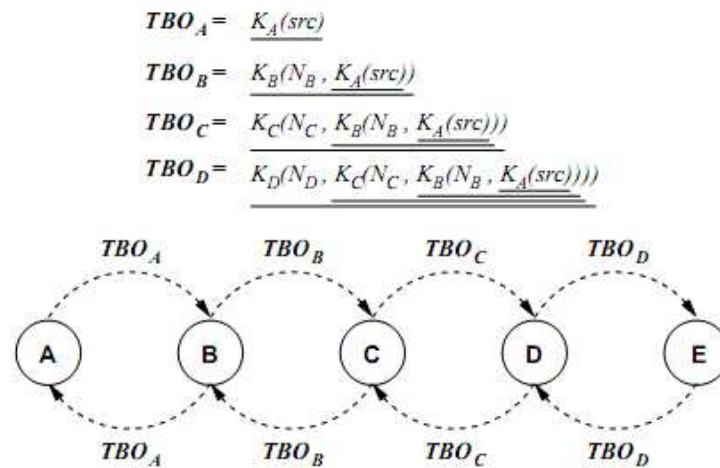 TBO_A = K_A(src)
TBO_B = K_B(N_B , K_A(src))
TBO_C = K_C(N_C , K_B(N_B , K_A(src)))
TBO_D = K_D(N_D , K_C(N_C , K_B(N_B , K_A(src))))
TBO_A TBO_B TBO_C TBO_D
A B C D E
TBO_A TBO_B TBO_C TBO_D